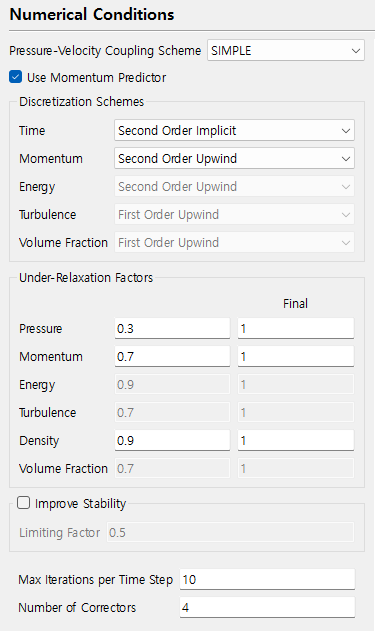 Numerical Conditions
Pressure-Velocity Coupling Scheme SIMPLE
Use Momentum Predictor
Discretization Schemes
Time Second Order Implicit
Momentum Second Order Upwind
Energy Second Order Upwind
Turbulence First Order Upwind
Volume Fraction First Order Upwind
Under-Relaxation Factors
Final
Pressure 0.3 1
Momentum 0.7 1
Energy 0.9 1
Turbulence 0.7 1
Density 0.9 1
Volume Fraction 0.7 1
Improve Stability
Limiting Factor 0.5
Max Iterations per Time Step 10
Number of Correctors 4